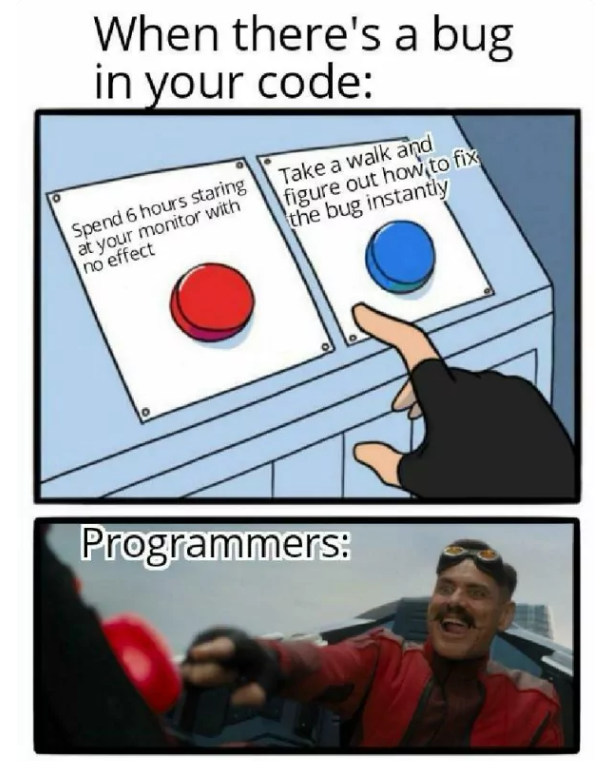 When there's a bug
in your code:
Spend 6 hours staring
at your monitor with
no effect
Take a walk and
figure out how to fix
the bug instantly
Programmers: